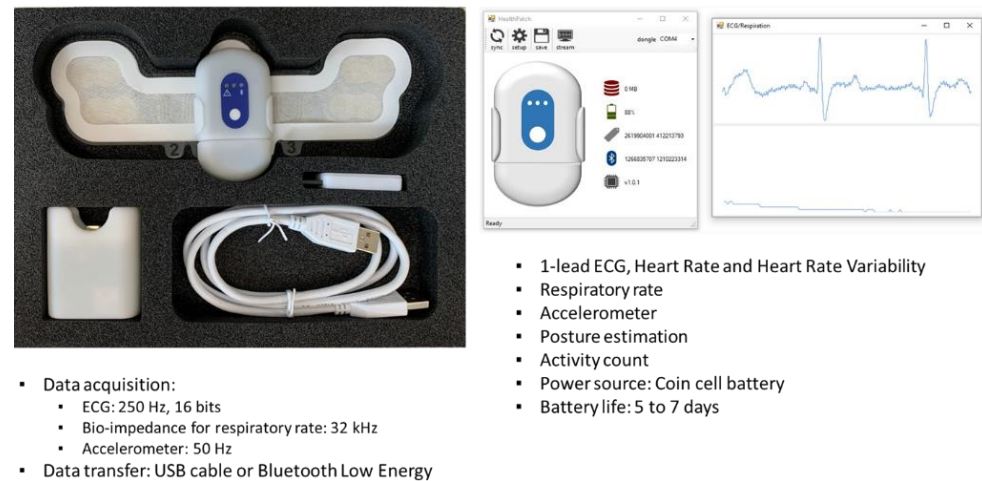 2
3
HealthPatch
sync
setup
save
stream
dongle COM4
0 MB
88%
2619904001 412213793
1266035707 1210223314
v1.0.1
Ready
ECG/Respiration
▪ 1-lead ECG, Heart Rate and Heart Rate Variability
▪ Respiratory rate
▪ Accelerometer
▪ Posture estimation
▪ Activity count
▪ Power source: Coin cell battery
▪ Battery life: 5 to 7 days
▪ Data acquisition:
▪ ECG: 250 Hz, 16 bits
▪ Bio-impedance for respiratory rate: 32 kHz
▪ Accelerometer: 50 Hz
▪ Data transfer: USB cable or Bluetooth Low Energy